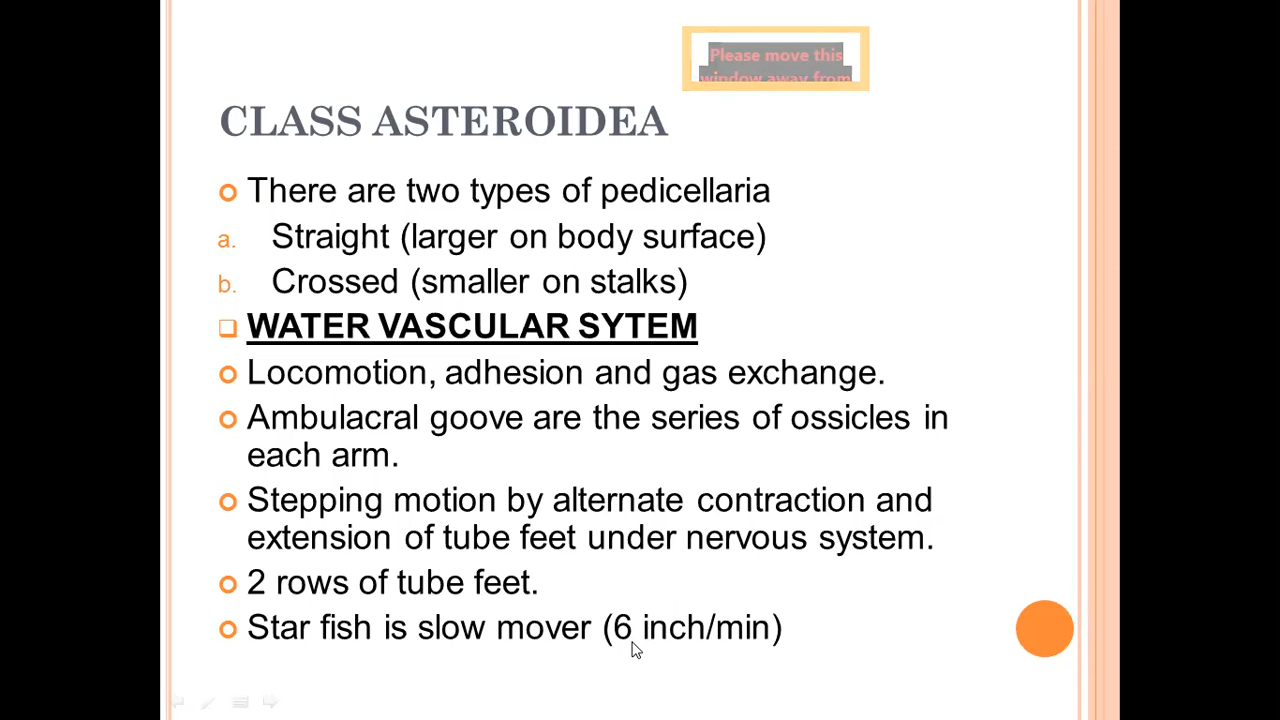 Please move this
window away from
CLASS ASTEROIDEA
There are two types of pedicellaria
a. Straight (larger on body surface)
b. Crossed (smaller on stalks)
WATER VASCULAR SYTEM
Locomotion, adhesion and gas exchange.
Ambulacral goove are the series of ossicles in
each arm.
Stepping motion by alternate contraction and
extension of tube feet under nervous system.
2 rows of tube feet.
Star fish is slow mover (6 inch/min)